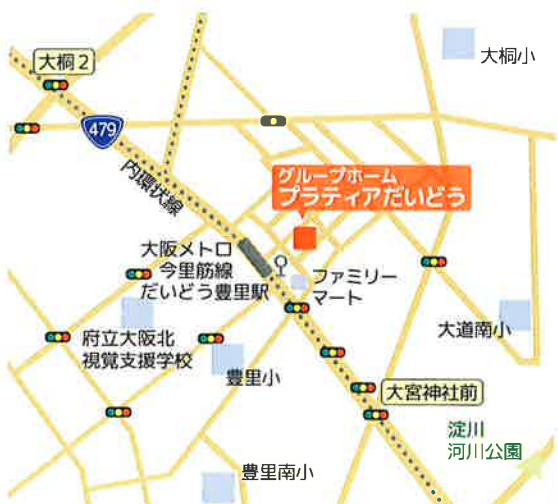 大桐小
大桐2
479
内環状線
グループホーム
プラティアだいどう
大阪メトロ
今里筋線
だいどう豊里駅
ファミリー
マート
大道南小
府立大阪北
視覚支援学校
豊里小
大宮神社前
淀川
河川公園
豊里南小